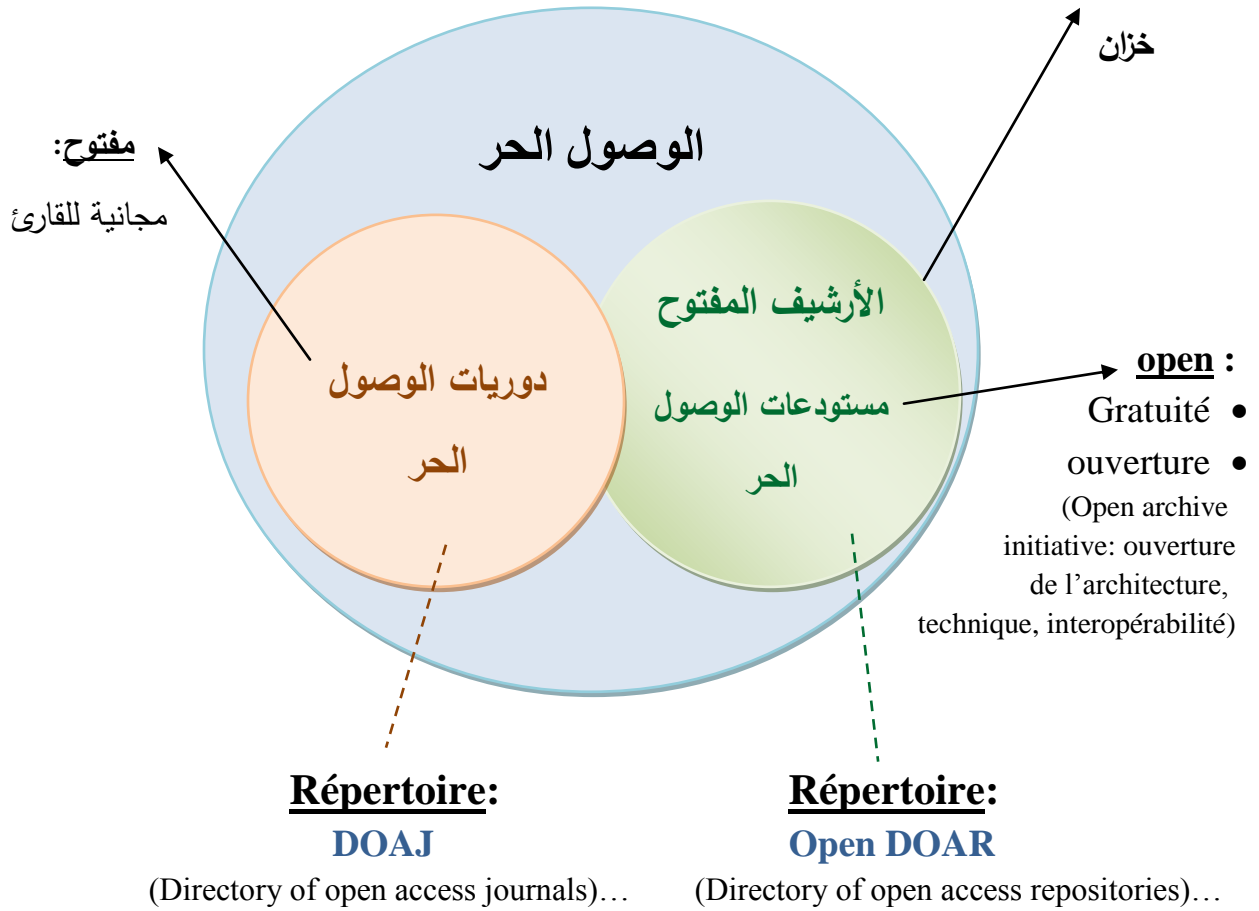 خزان
الوصول الحر
مفتوح:
مجانية للقارئ
الأرشيف المفتوح
مستودعات الوصول
الحر
دوريات الوصول
الحر
open :
Gratuité •
ouverture •
(Open archive
initiative: ouverture
de l’architecture,
technique, interopérabilité)
Répertoire:
DOAJ
(Directory of open access journals)…
Répertoire:
Open DOAR
(Directory of open access repositories)…